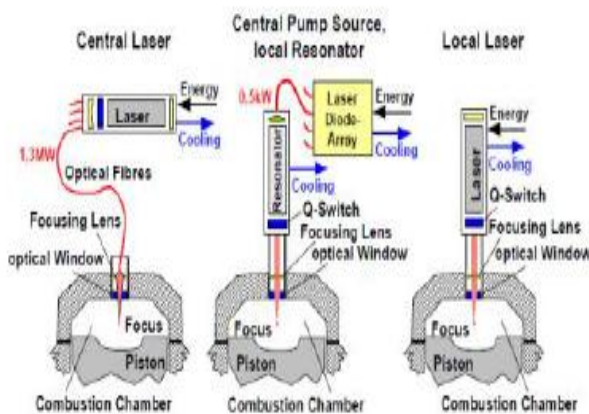 Central Laser
Energy
Laser
Cooling
1.3MW
Optical Fibres
Focusing Lens
optical Window
Focus
Piston
Combustion Chamber
Central Pump Source,
local Resonator
0.5kW
Laser
Diode-
Array
Energy
Cooling
Resonator
Cooling
Q-Switch
Focusing Lens
optical Window
Focus
Piston
Combustion Chamber
Local Laser
Energy
Cooling
Laser
Q-Switch
Focusing Lens
optical Window
Focus
Piston
Combustion Chamber